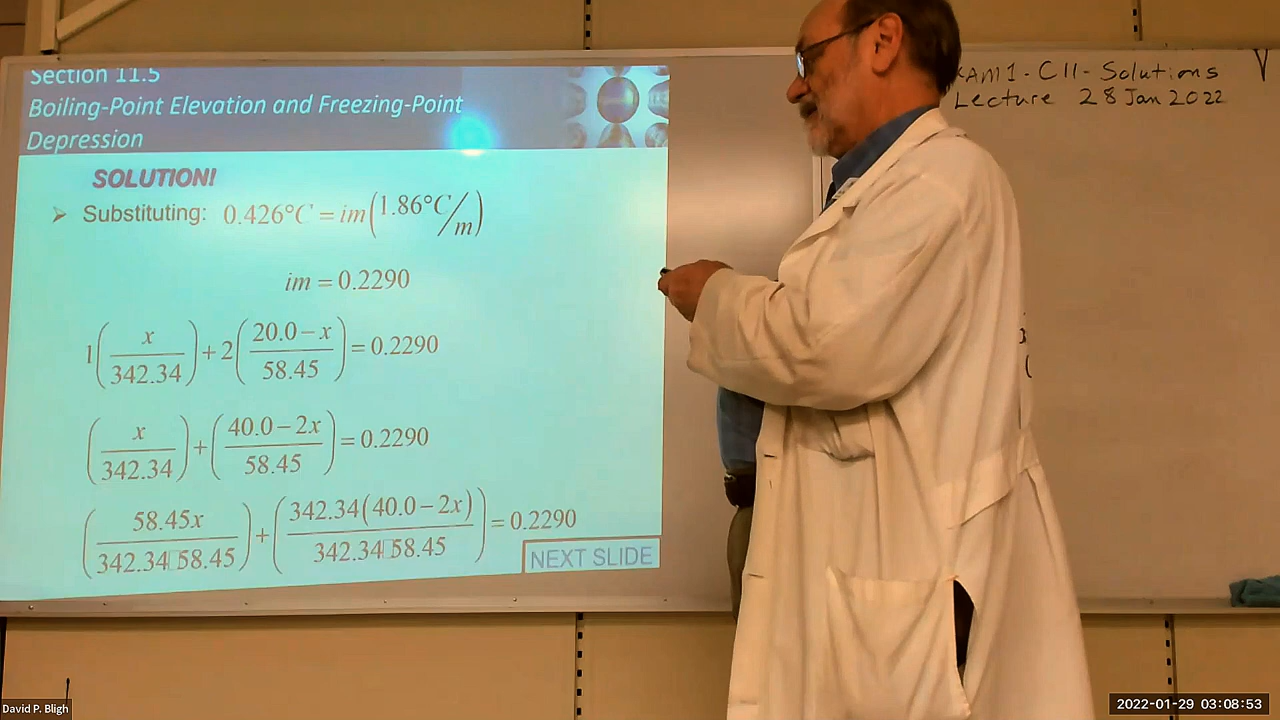 Section 11.5
Boiling-Point Elevation and Freezing-Point
Depression
SOLUTION!
➢ Substituting: 0.426°C = im(1.86°C/m)
im = 0.2290
1(x/342.34) + 2(20.0 − x/58.45) = 0.2290
(x/342.34) + (40.0 − 2x/58.45) = 0.2290
(58.45x/342.34□58.45) + (342.34(40.0 − 2x)/342.34□58.45) = 0.2290
NEXT SLIDE
XAM 1 - C11 - Solutions
Lecture 28 Jan 2022
David P. Bligh
2022-01-29 03:08:53